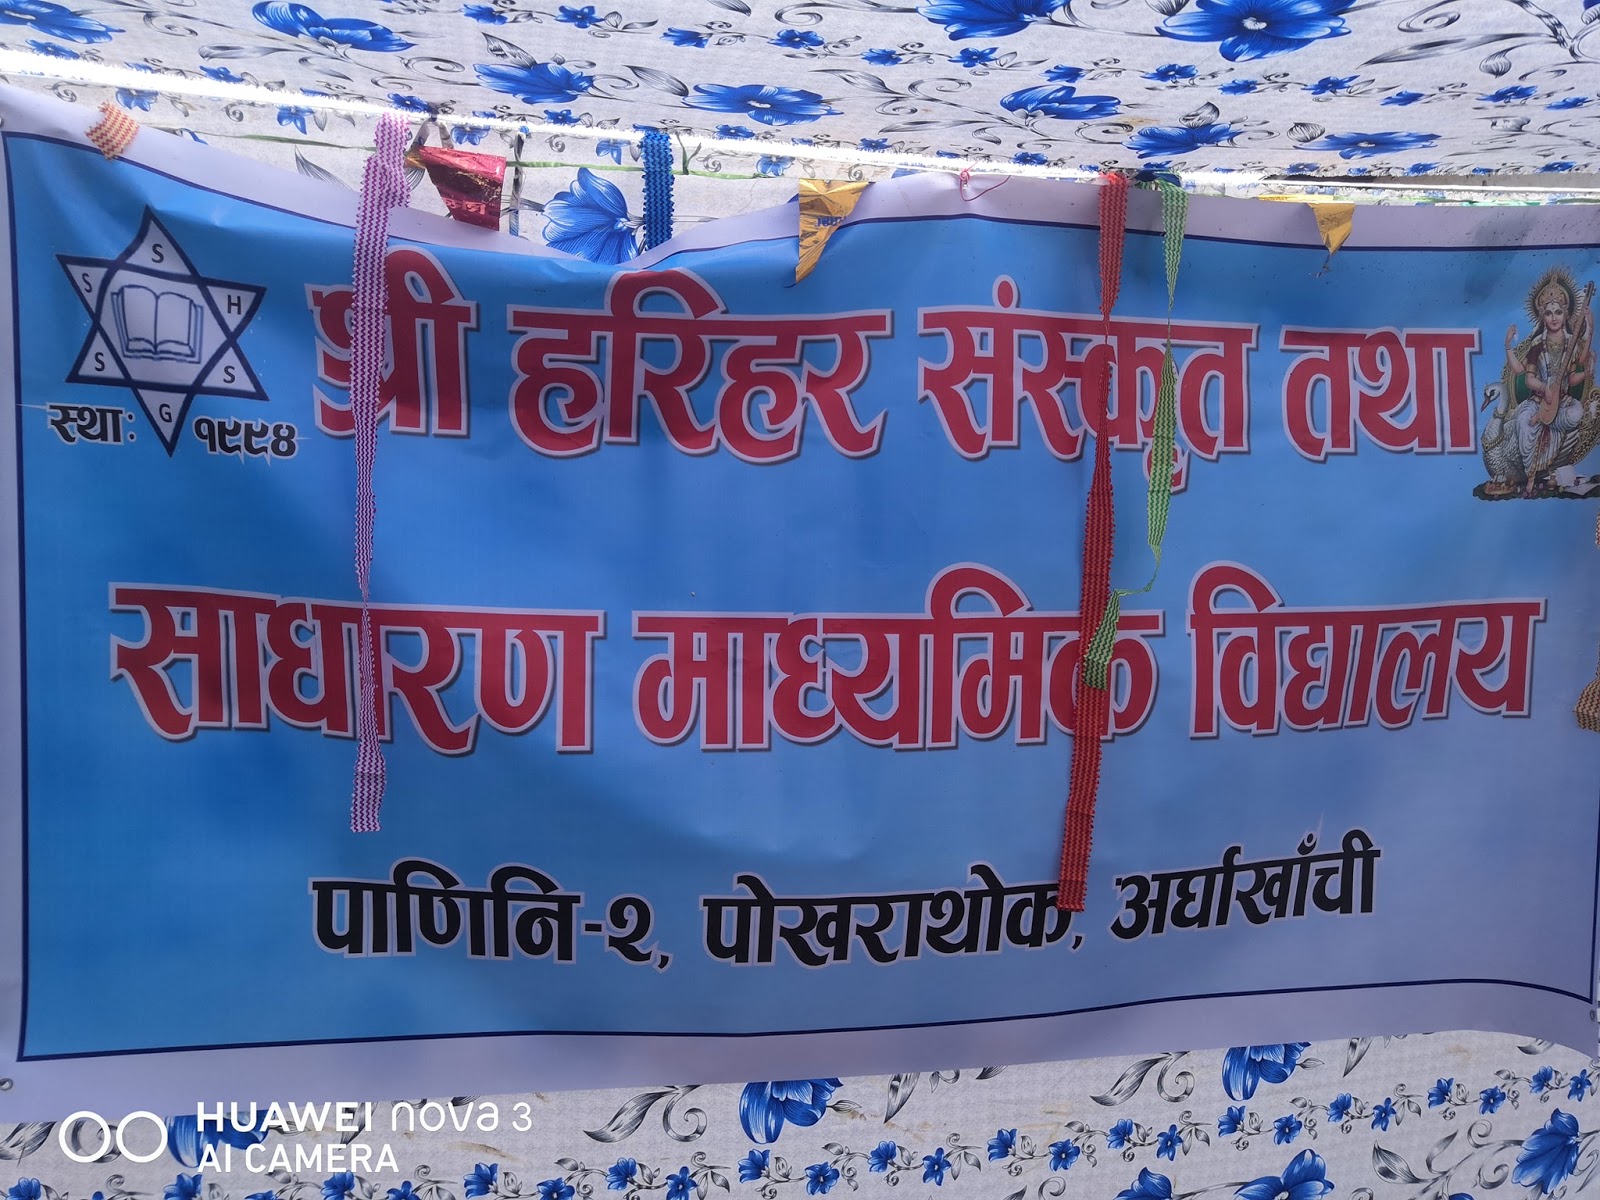 S
S H
S S
G
स्था: १९९४
श्री हरिहर संस्कृत तथा
साधारण माध्यमिक विद्यालय
पाणिनि-२, पोखराथोक, अर्घाखाँची
HUAWEI nova 3
AI CAMERA